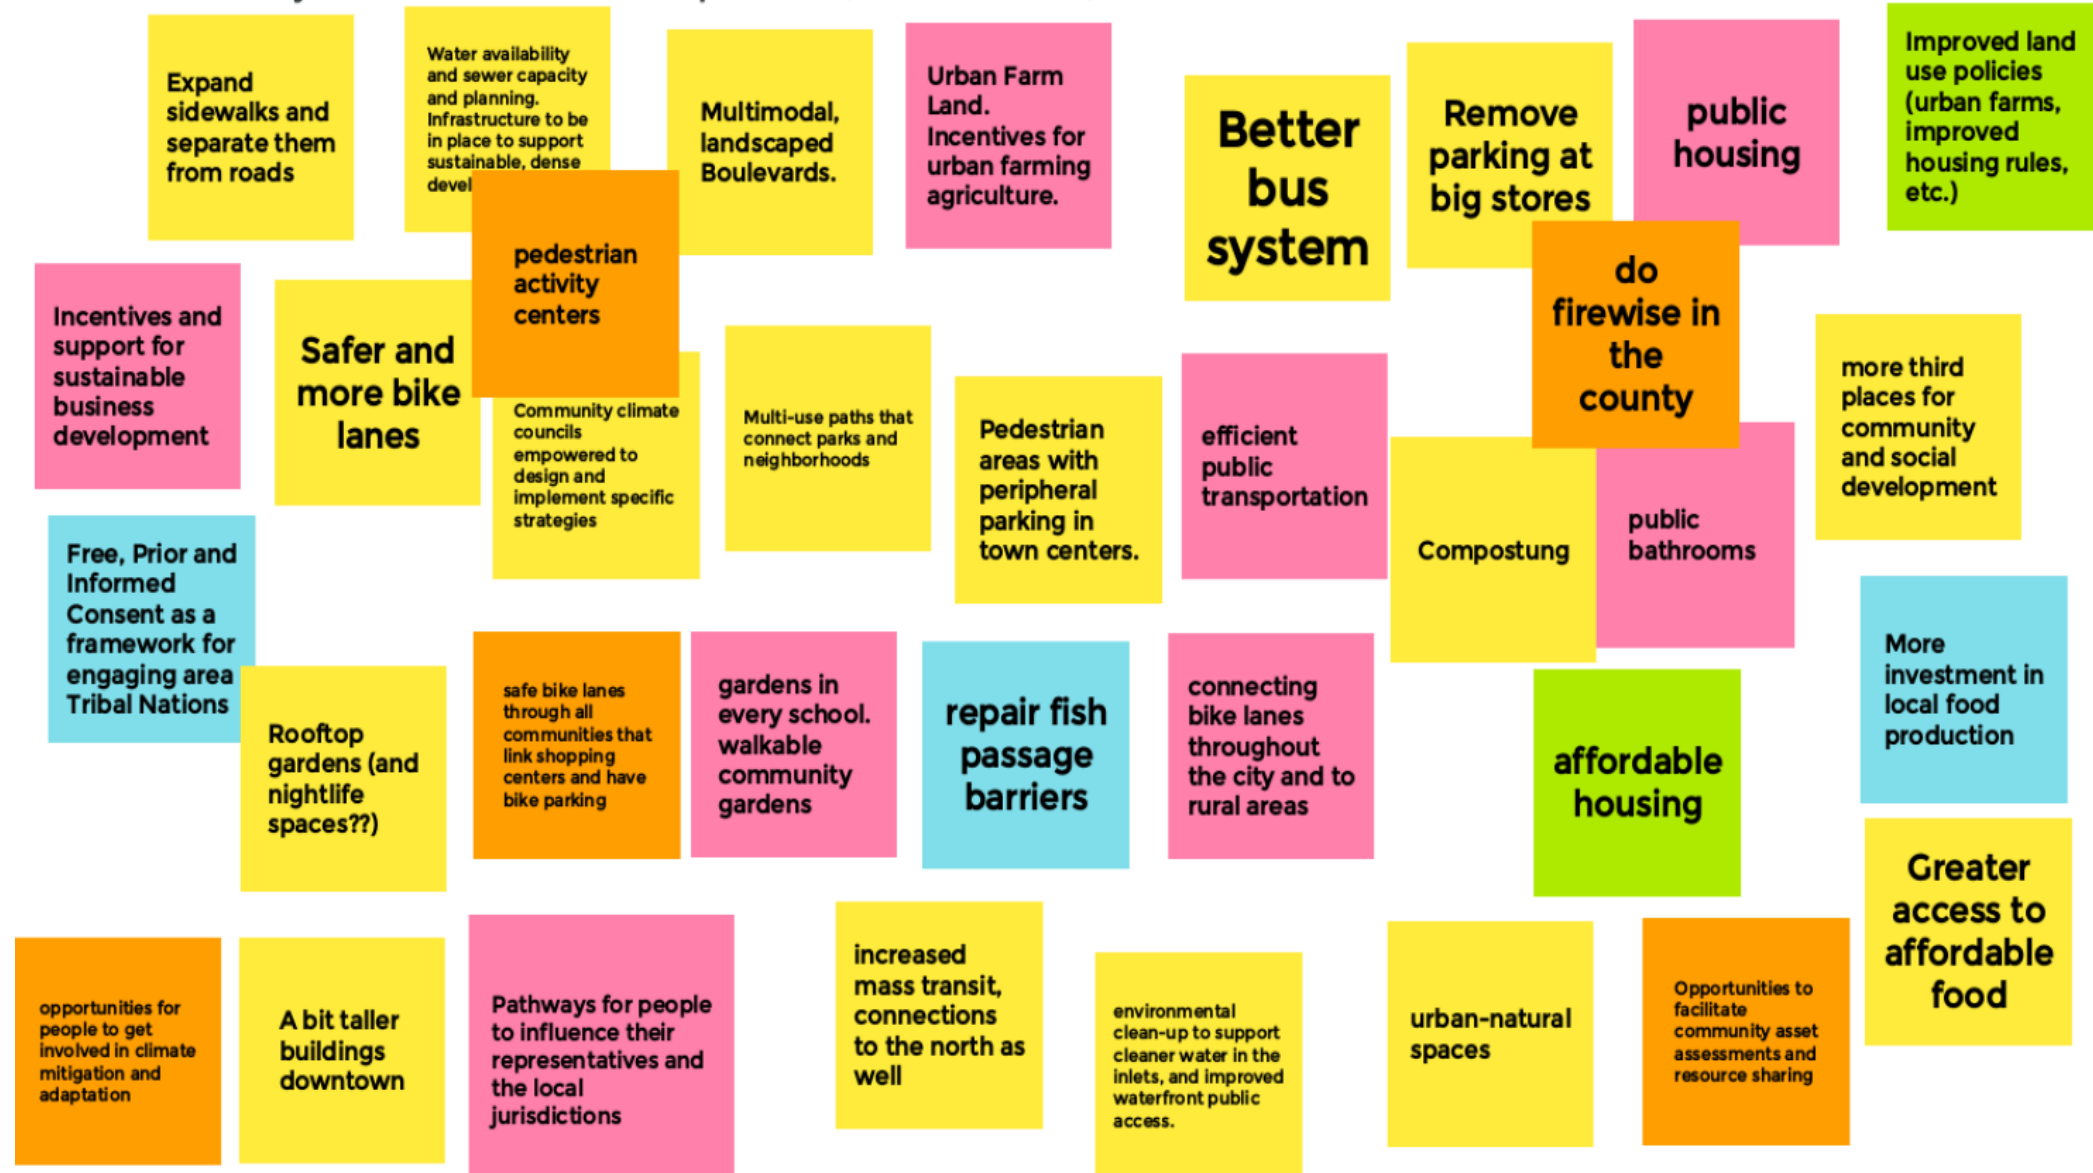 Expand
sidewalks and
separate them
from roads
Water availability
and sewer capacity
and planning.
Infrastructure to be
in place to support
sustainable, dense
devel
Multimodal,
landscaped
Boulevards.
Urban Farm
Land.
Incentives for
urban farming
agriculture.
Better
bus
system
Remove
parking at
big stores
public
housing
Improved land
use policies
(urban farms,
improved
housing rules,
etc.)
Incentives and
support for
sustainable
business
development
Safer and
more bike
lanes
pedestrian
activity
centers
Community climate
councils
empowered to
design and
implement specific
strategies
Multi-use paths that
connect parks and
neighborhoods
Pedestrian
areas with
peripheral
parking in
town centers.
efficient
public
transportation
do
firewise in
the
county
Compostung
public
bathrooms
more third
places for
community
and social
development
Free, Prior and
Informed
Consent as a
framework for
engaging area
Tribal Nations
Rooftop
gardens (and
nightlife
spaces??)
safe bike lanes
through all
communities that
link shopping
centers and have
bike parking
gardens in
every school.
walkable
community
gardens
repair fish
passage
barriers
connecting
bike lanes
throughout
the city and to
rural areas
affordable
housing
More
investment in
local food
production
Greater
access to
affordable
food
opportunities for
people to get
involved in climate
mitigation and
adaptation
A bit taller
buildings
downtown
Pathways for people
to influence their
representatives and
the local
jurisdictions
increased
mass transit,
connections
to the north as
well
environmental
clean-up to support
cleaner water in the
inlets, and improved
waterfront public
access.
urban-natural
spaces
Opportunities to
facilitate
community asset
assessments and
resource sharing